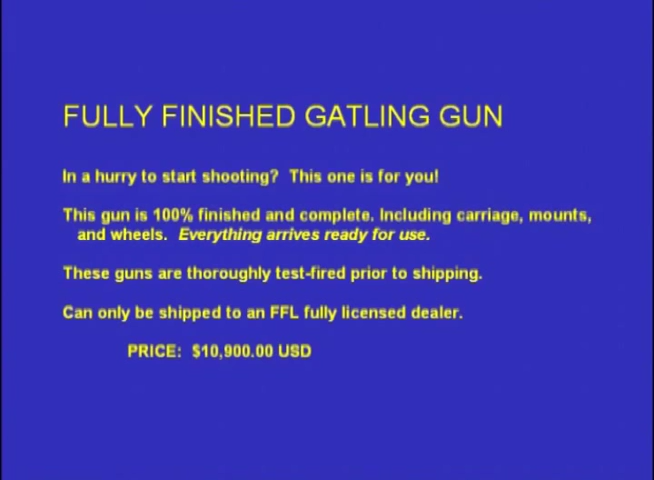 FULLY FINISHED GATLING GUN
In a hurry to start shooting? This one is for you!
This gun is 100% finished and complete. Including carriage, mounts,
and wheels. Everything arrives ready for use.
These guns are thoroughly test-fired prior to shipping.
Can only be shipped to an FFL fully licensed dealer.
PRICE: $10,900.00 USD